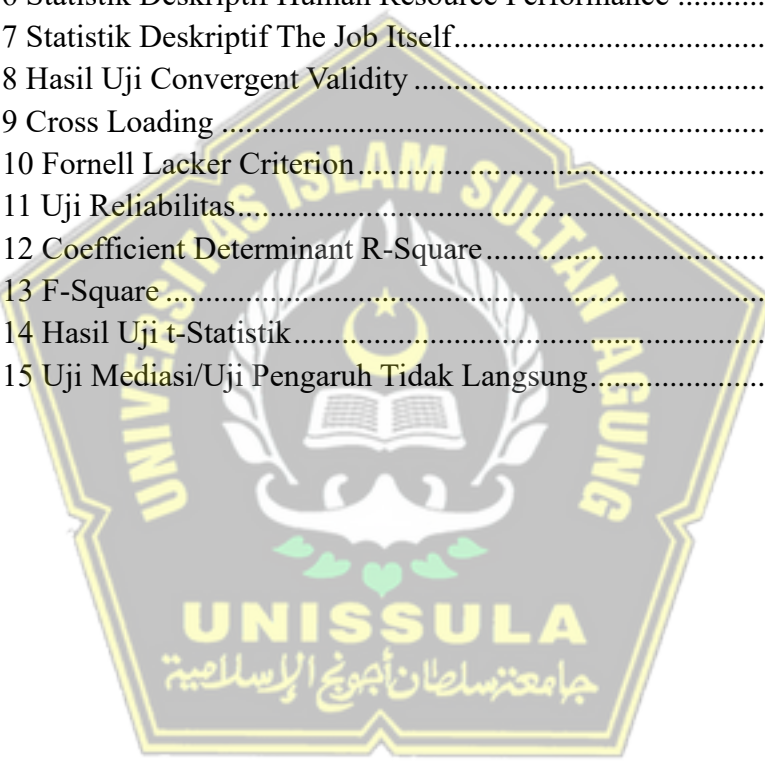 6 Statistik Deskriptif Human Resource Performance ..........
7 Statistik Deskriptif The Job Itself.......................................
8 Hasil Uji Convergent Validity ............................................
9 Cross Loading ...................................................................
10 Fornell Lacker Criterion...................................................
11 Uji Reliabilitas..................................................................
12 Coefficient Determinant R-Square...................................
13 F-Square ...........................................................................
14 Hasil Uji t-Statistik...........................................................
15 Uji Mediasi/Uji Pengaruh Tidak Langsung......................
UNIVERSITAS ISLAM SULTAN AGUNG
UNISSULA
جامعة سلطان أجونج الإسلامية